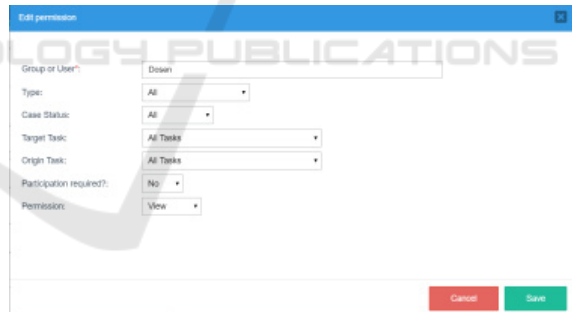 Edit permission
OLOGY PUBLICATIONS
Group or User*: Dosen
Type: All
Case Status: All
Target Task: All Tasks
Origin Task: All Tasks
Participation required?: No
Permission: View
Cancel Save